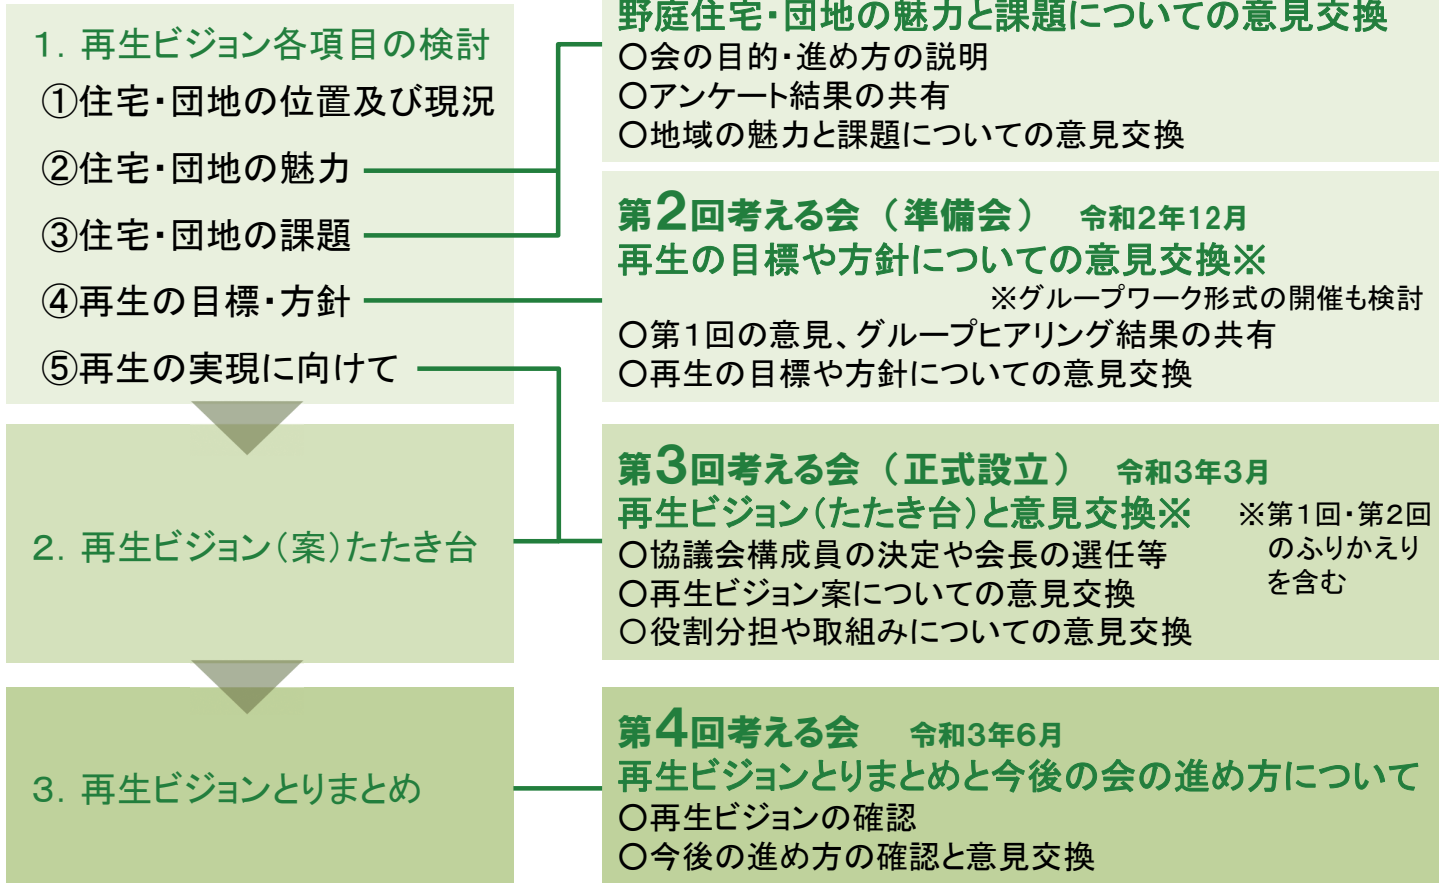 1．再生ビジョン各項目の検討
①住宅・団地の位置及び現況
②住宅・団地の魅力
③住宅・団地の課題
④再生の目標・方針
⑤再生の実現に向けて
2．再生ビジョン（案）たたき台
3．再生ビジョンとりまとめ
野庭住宅・団地の魅力と課題についての意見交換
○会の目的・進め方の説明
○アンケート結果の共有
○地域の魅力と課題についての意見交換
第2回考える会（準備会）　令和2年12月
再生の目標や方針についての意見交換※
※グループワーク形式の開催も検討
○第1回の意見、グループヒアリング結果の共有
○再生の目標や方針についての意見交換
第3回考える会（正式設立）　令和3年3月
再生ビジョン（たたき台）と意見交換※
※第1回・第2回
のふりかえり
を含む
○協議会構成員の決定や会長の選任等
○再生ビジョン案についての意見交換
○役割分担や取組みについての意見交換
第4回考える会　令和3年6月
再生ビジョンとりまとめと今後の会の進め方について
○再生ビジョンの確認
○今後の進め方の確認と意見交換